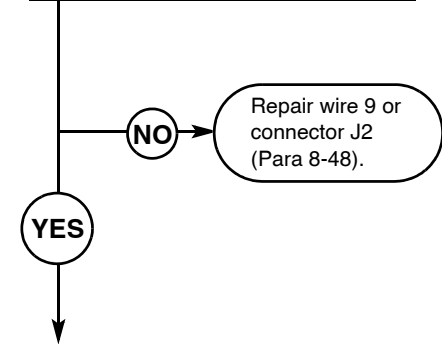 NO
Repair wire 9 or
connector J2
(Para 8-48).
YES